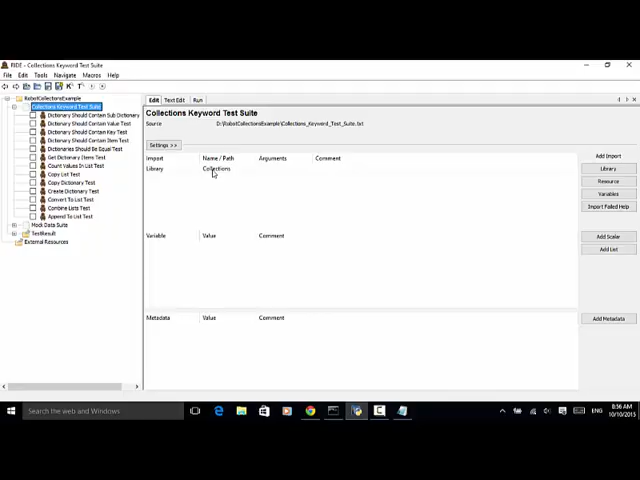 RIDE - Collections Keyword Test Suite
File Edit Tools Navigate Macros Help
RobotCollectionsExample
Collections Keyword Test Suite
Dictionary Should Contain Sub Dictionary
Dictionary Should Contain Value Test
Dictionary Should Contain Key Test
Dictionary Should Contain Item Test
Dictionaries Should Be Equal Test
Get Dictionary Items Test
Count Values In List Test
Copy List Test
Copy Dictionary Test
Create Dictionary Test
Convert To List Test
Combine Lists Test
Append To List Test
Mock Data Suite
TestResult
External Resources
Edit Text Edit Run
Collections Keyword Test Suite
Source D:\RobotCollectionsExample\Collections_Keyword_Test_Suite.txt
Settings >>
Import Name / Path Arguments Comment
Library Collections
Variable Value Comment
Metadata Value Comment
Add Import
Library
Resource
Variables
Import Failed Help
Add Scalar
Add List
Add Metadata
Search the web and Windows
ENG
8:56 AM
10/10/2015